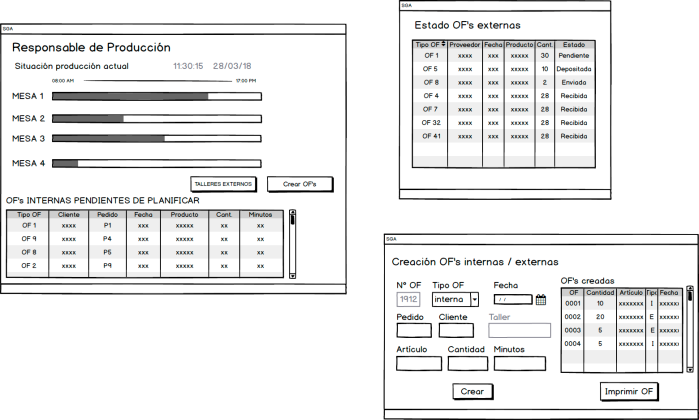 SGA
Responsable de Producción
Situación producción actual 11:30:15 28/03/18
08:00 AM 17:00 PM
MESA 1
MESA 2
MESA 3
MESA 4
TALLERES EXTERNOS Crear OF's
OF's INTERNAS PENDIENTES DE PLANIFICAR
Tipo OF Cliente Pedido Fecha Producto Cant. Minutos
OF 1 xxxx P1 xxx xxxxx xx xx
OF 9 xxxx P4 xxx xxxxx xx xx
OF 8 xxxx P5 xxx xxxxx xx xx
OF 2 xxxx P9 xxx xxxxx xx xx
SGA
Estado OF's externas
Tipo OF Proveedor Fecha Producto Cant. Estado
OF 1 xxxx xxx xxxxx 30 Pendiente
OF 5 xxxx xxx xxxxx 10 Depositada
OF 8 xxxx xxx xxxxx 2 Enviada
OF 4 xxxx xxx xxxxx 28 Recibida
OF 7 xxxx xxx xxxxx 28 Recibida
OF 32 xxxx xxx xxxxx 28 Recibida
OF 41 xxxx xxx xxxxx 28 Recibida
SGA
Creación OF's internas / externas
Nº OF Tipo OF Fecha
1912 interna / /
Pedido Cliente Taller
Artículo Cantidad Minutos
Crear
OF's creadas
OF Cantidad Artículo Tipo Fecha
0001 10 xxxxxxx I xxxxx
0002 20 xxxxxxx E xxxxx
0003 5 xxxxxxx E xxxxx
0004 5 xxxxxxx I xxxxx
Imprimir OF